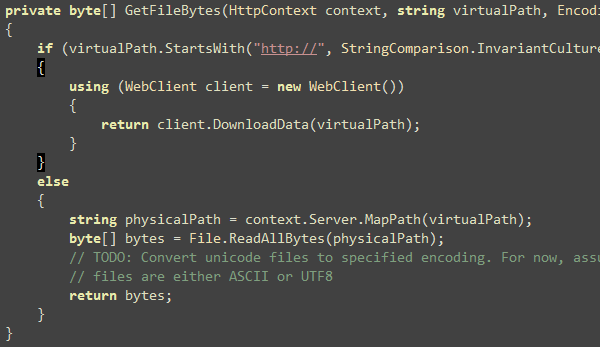 private byte[] GetFileBytes(HttpContext context, string virtualPath, Encodi
{
if (virtualPath.StartsWith("http://", StringComparison.InvariantCulture
{
using (WebClient client = new WebClient())
{
return client.DownloadData(virtualPath);
}
}
else
{
string physicalPath = context.Server.MapPath(virtualPath);
byte[] bytes = File.ReadAllBytes(physicalPath);
// TODO: Convert unicode files to specified encoding. For now, assu
// files are either ASCII or UTF8
return bytes;
}
}